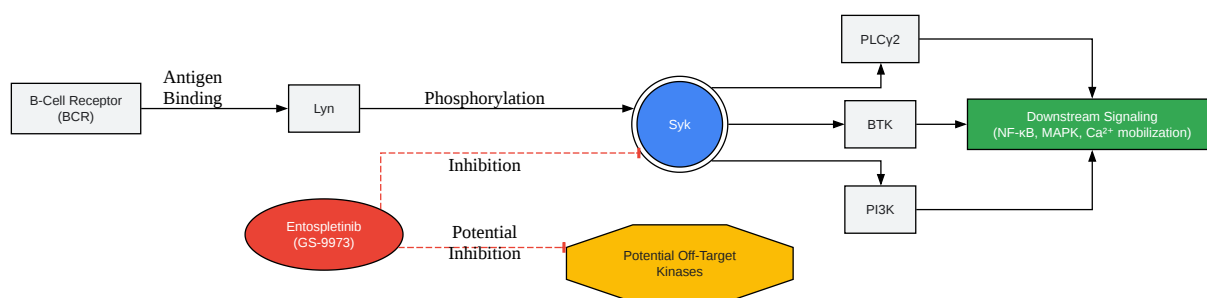 PLCγ2
Antigen
Binding
B-Cell Receptor
(BCR)
Lyn
Phosphorylation
Syk
BTK
Downstream Signaling
(NF-κB, MAPK, Ca²⁺ mobilization)
Inhibition
PI3K
Entospletinib
(GS-9973)
Potential
Inhibition
Potential Off-Target
Kinases